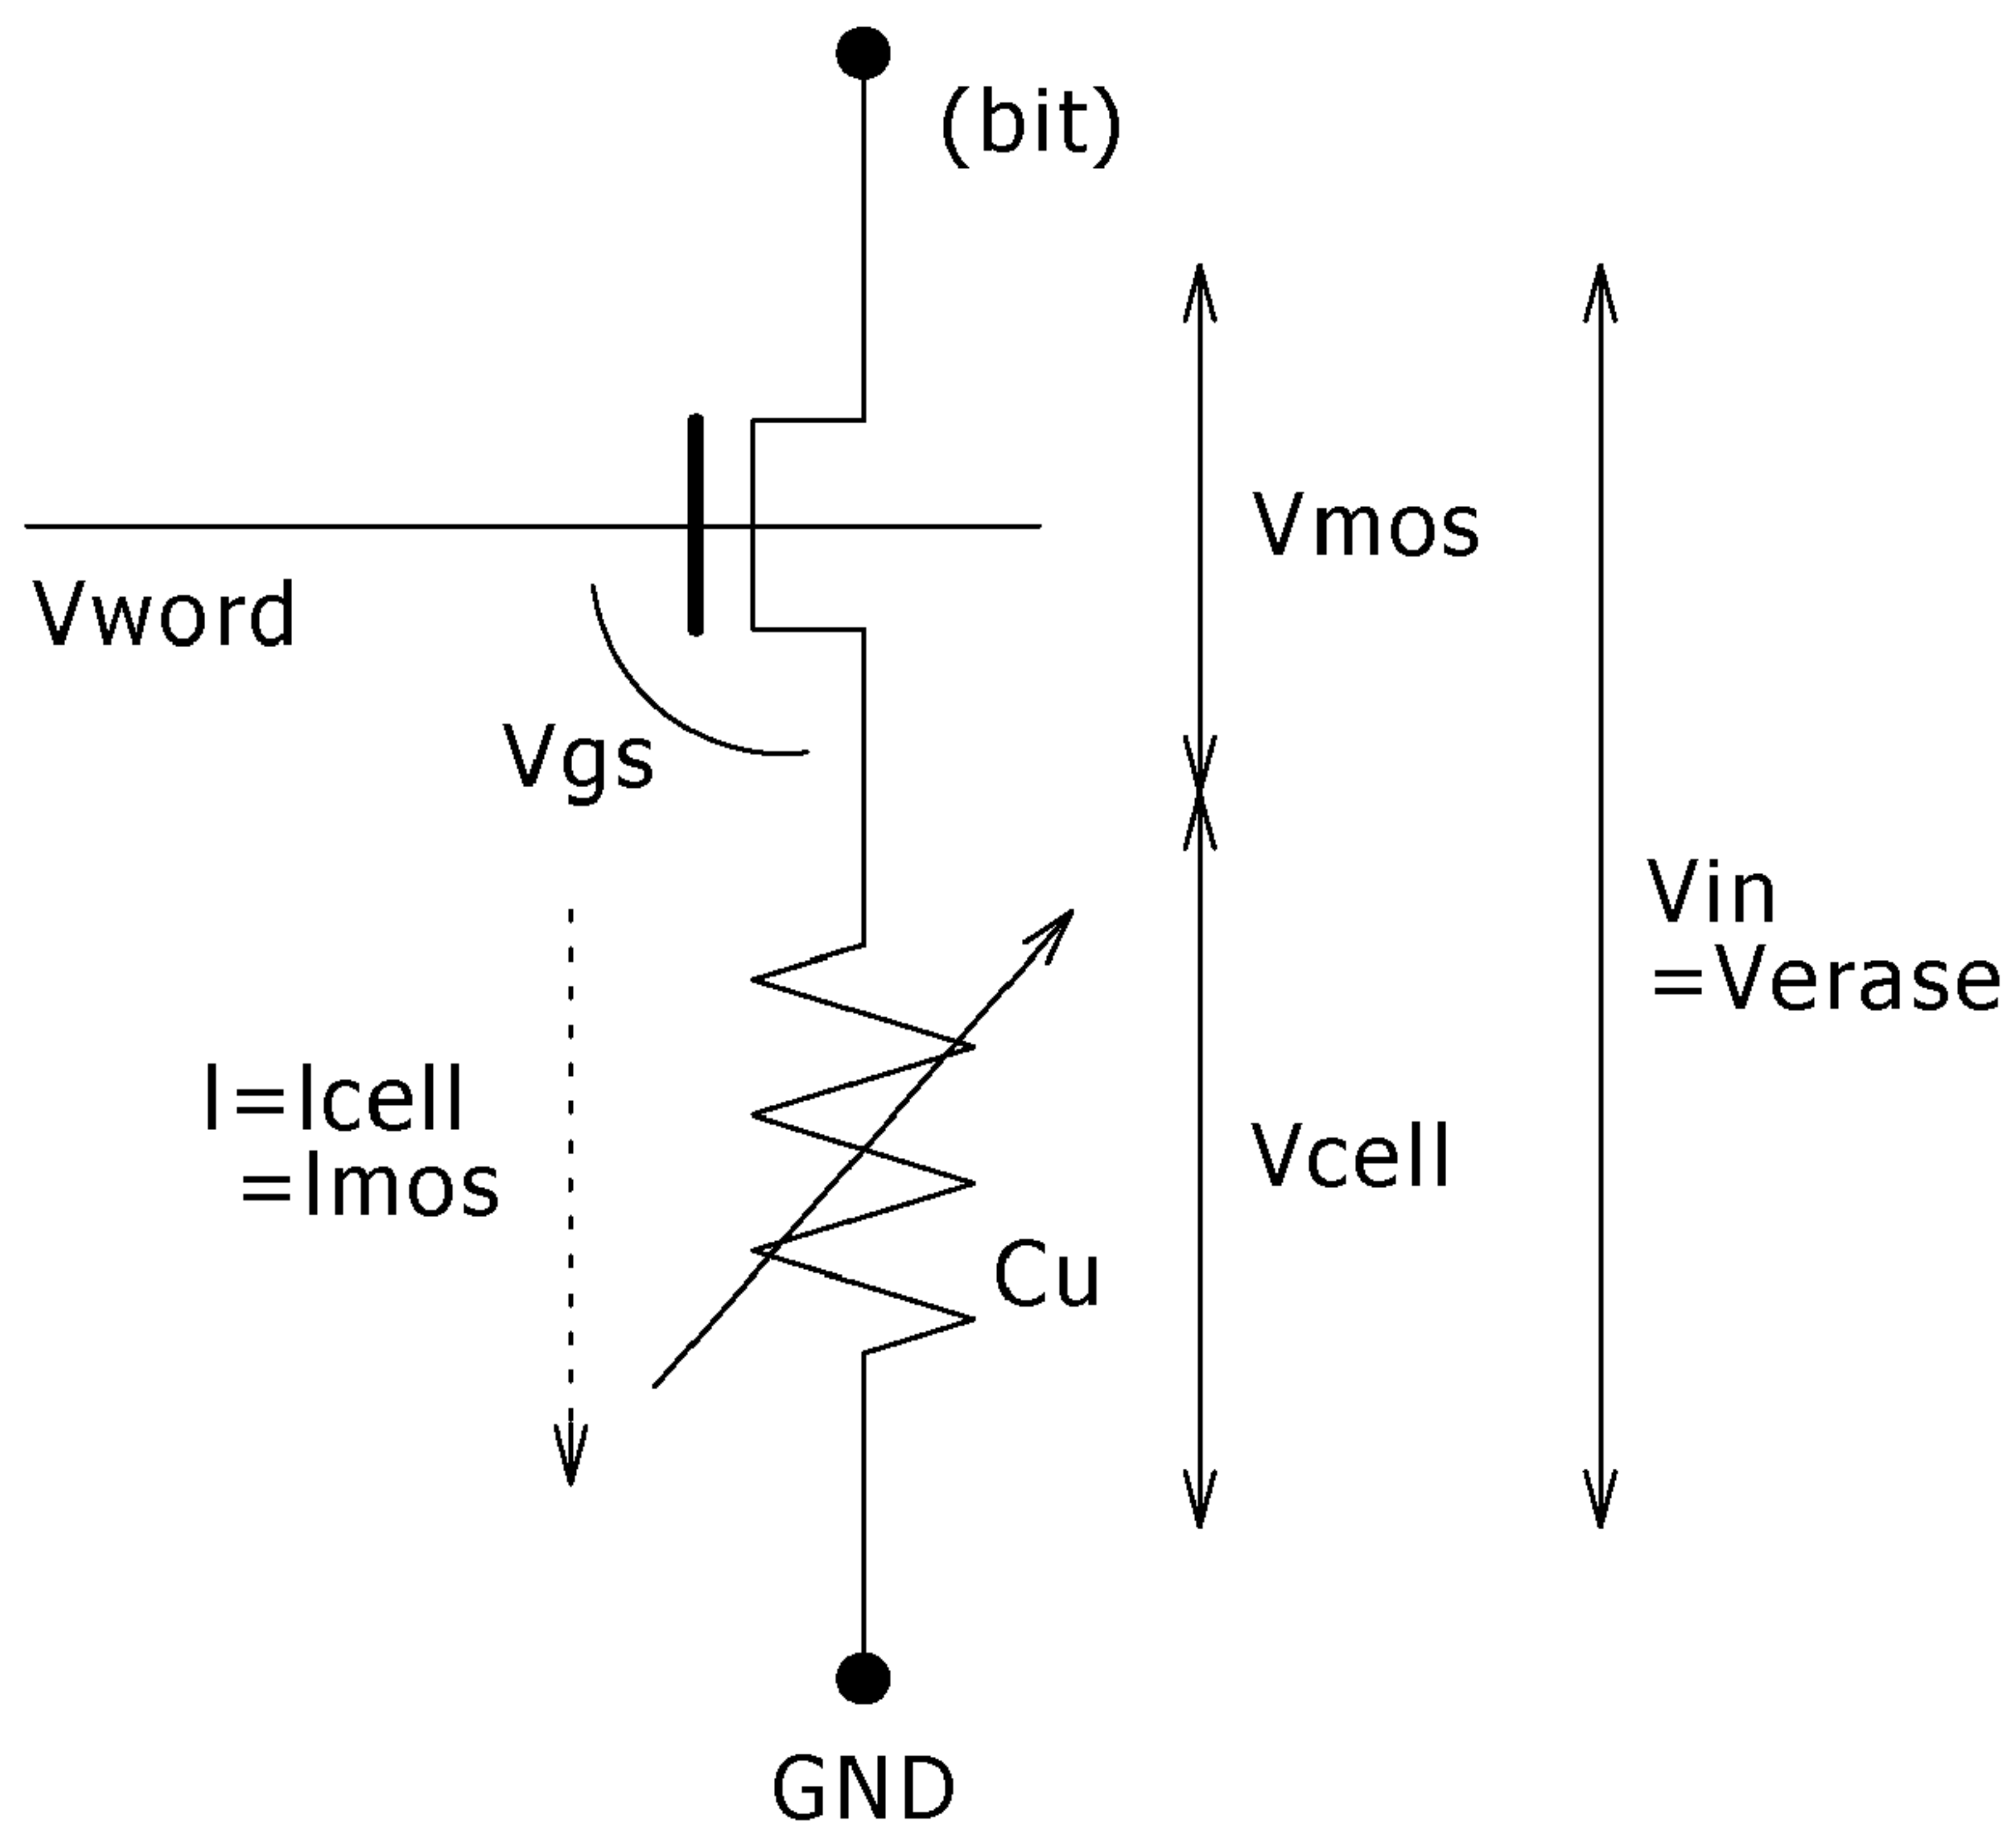 (bit)
Vmos
Vword
Vgs
Vin
=Verase
I=Icell
=Imos
Vcell
Cu
GND